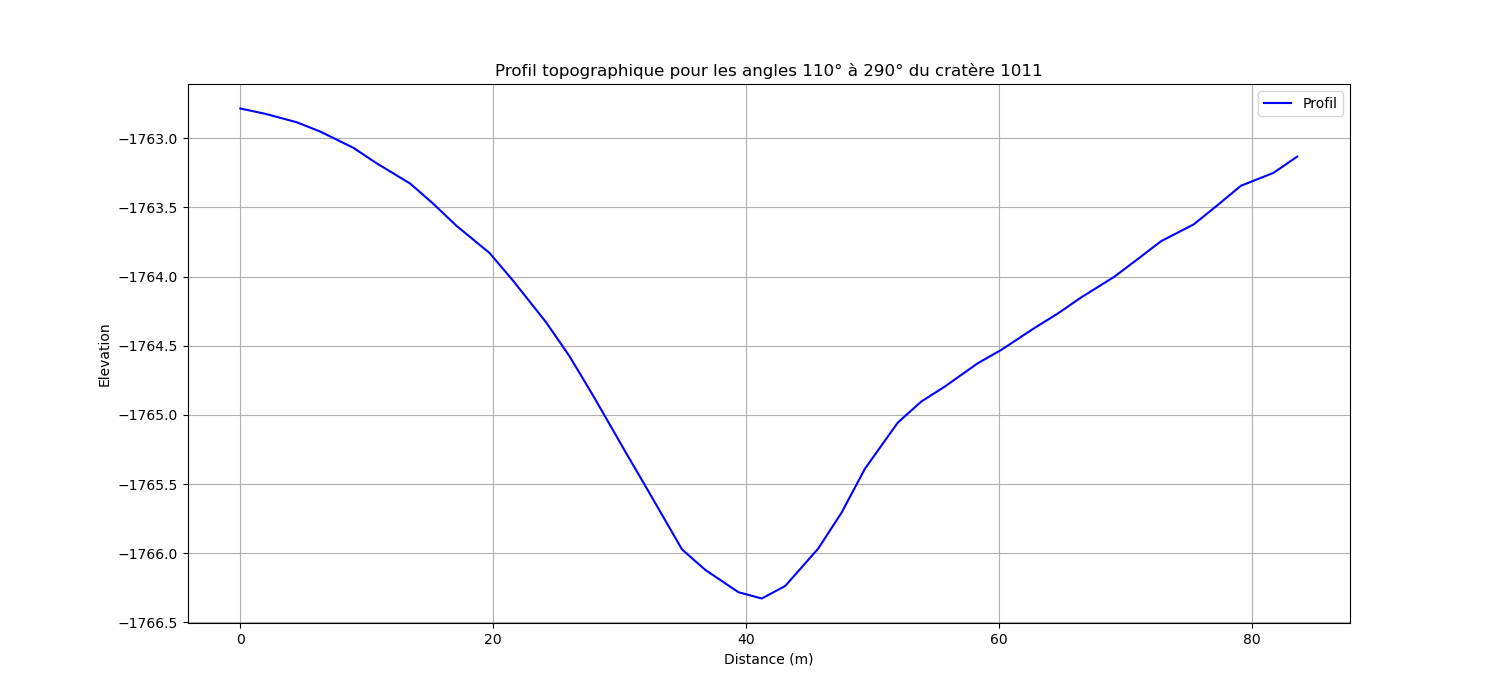 Profil topographique pour les angles 110° à 290° du cratère 1011
Profil
−1763.0
−1763.5
−1764.0
−1764.5
−1765.0
−1765.5
−1766.0
−1766.5
Elevation
0 20 40 60 80
Distance (m)